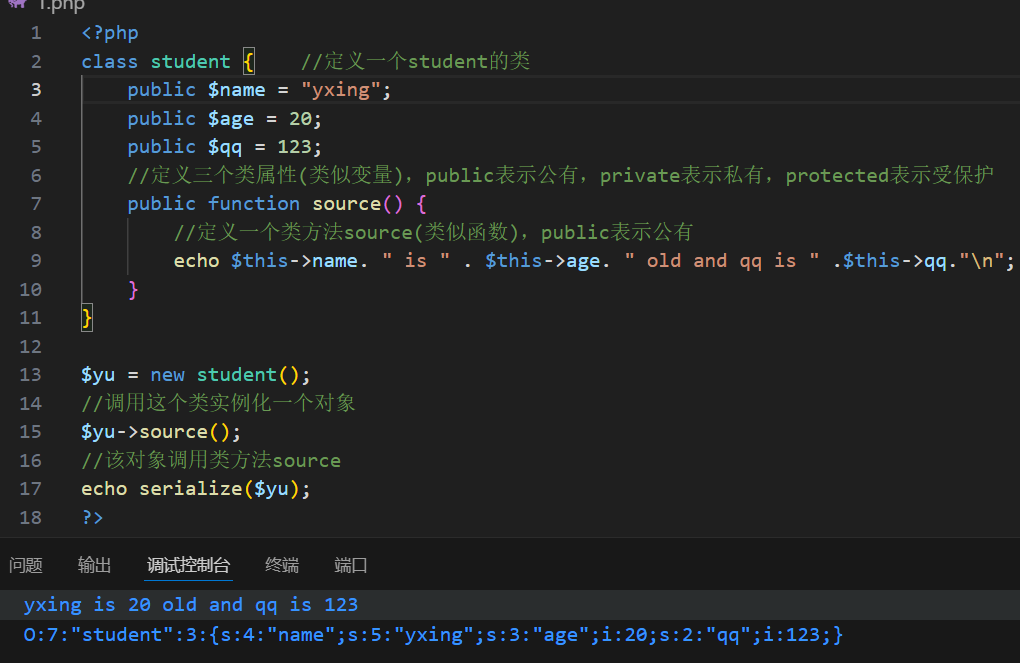 1.php
1 <?php
2 class student {    //定义一个student的类
3     public $name = "yxing";
4     public $age = 20;
5     public $qq = 123;
6     //定义三个类属性(类似变量)，public表示公有，private表示私有，protected表示受保护
7     public function source() {
8         //定义一个类方法source(类似函数)，public表示公有
9         echo $this->name. " is " . $this->age. " old and qq is " .$this->qq."\n";
10     }
11 }
12
13 $yu = new student();
14 //调用这个类实例化一个对象
15 $yu->source();
16 //该对象调用类方法source
17 echo serialize($yu);
18 ?>
问题 输出 调试控制台 终端 端口
yxing is 20 old and qq is 123
O:7:"student":3:{s:4:"name";s:5:"yxing";s:3:"age";i:20;s:2:"qq";i:123;}